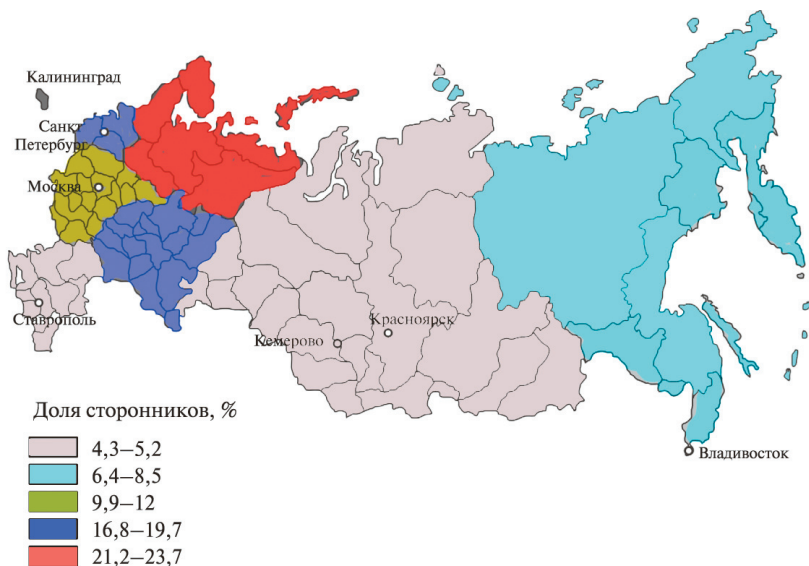 Калининград
Санкт
Петербург
Москва
Ставрополь
Красноярск
Кемерово
Владивосток
Доля сторонников, %
4,3–5,2
6,4–8,5
9,9–12
16,8–19,7
21,2–23,7